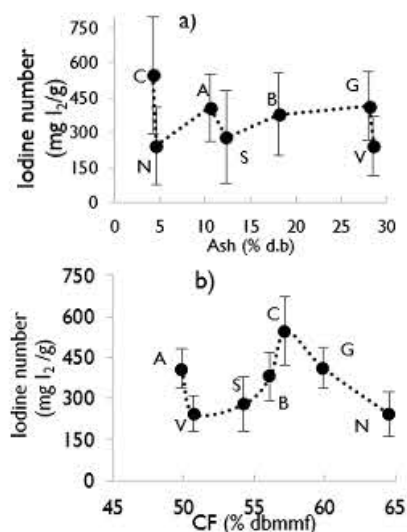 a)
Iodine number
(mg I2/g)
750
600
450
300
150
0
C
N
A
S
B
G
V
0 5 10 15 20 25 30
Ash (% d.b)
b)
Iodine number
(mg I2/g)
750
600
450
300
150
0
A
V
S
B
C
G
N
45 50 55 60 65
CF (% dbmmf)